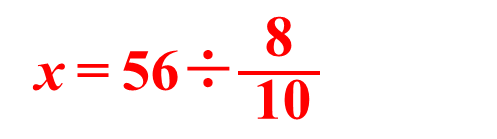 x = 56 ÷ 8/10